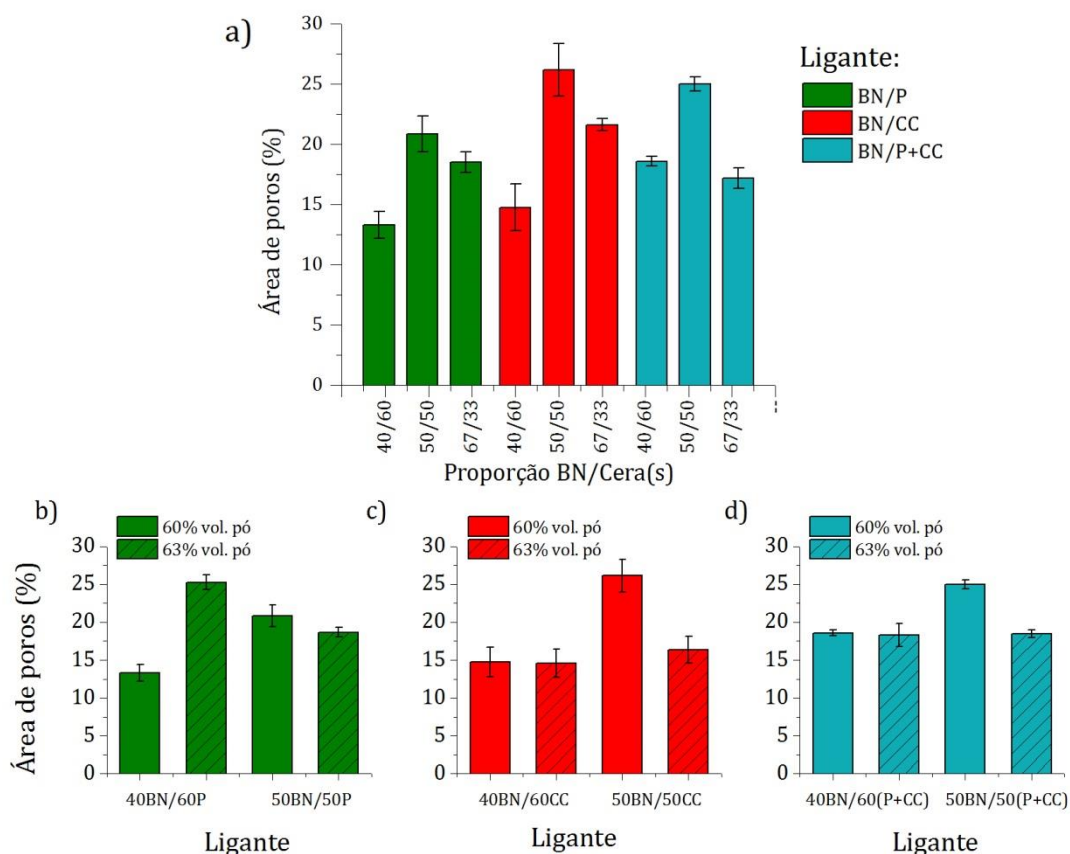 a)
Área de poros (%)
30
25
20
15
10
5
0
40/60
50/50
67/33
40/60
50/50
67/33
40/60
50/50
67/33
Proporção BN/Cera(s)
Ligante:
BN/P
BN/CC
BN/P+CC
b)
60% vol. pó
63% vol. pó
Área de poros (%)
30
25
20
15
10
5
0
40BN/60P
50BN/50P
Ligante
c)
60% vol. pó
63% vol. pó
30
25
20
15
10
5
0
40BN/60CC
50BN/50CC
Ligante
d)
60% vol. pó
63% vol. pó
30
25
20
15
10
5
0
40BN/60(P+CC)
50BN/50(P+CC)
Ligante